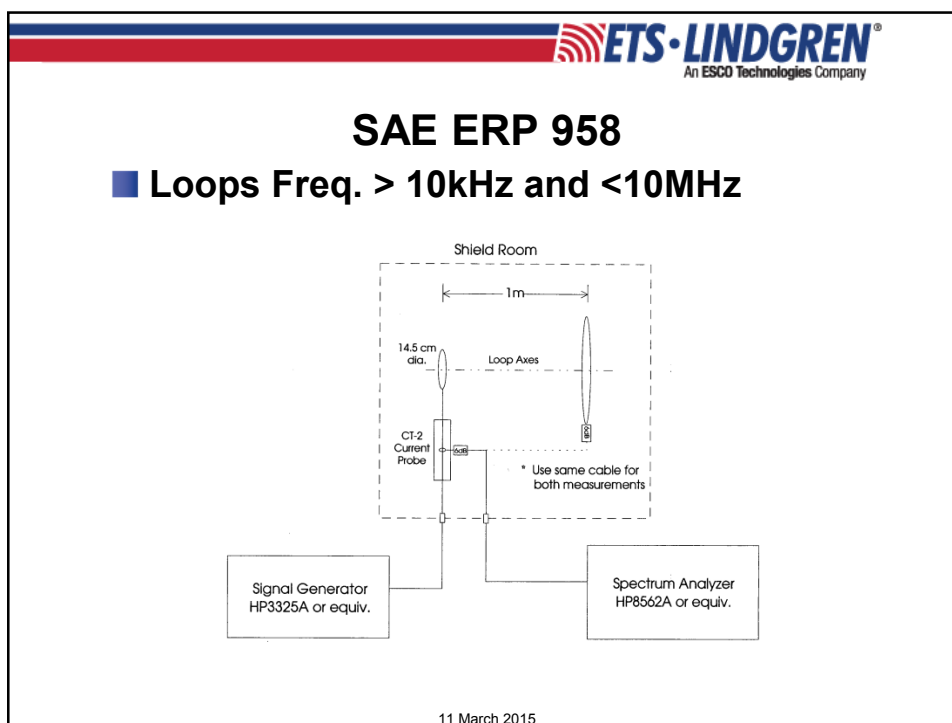 ETS·LINDGREN®
An ESCO Technologies Company
SAE ERP 958
Loops Freq. > 10kHz and <10MHz
Shield Room
1m
14.5 cm
dia.
Loop Axes
CT-2
Current
Probe
6dB
6dB
* Use same cable for
both measurements
Signal Generator
HP3325A or equiv.
Spectrum Analyzer
HP8562A or equiv.
11 March 2015